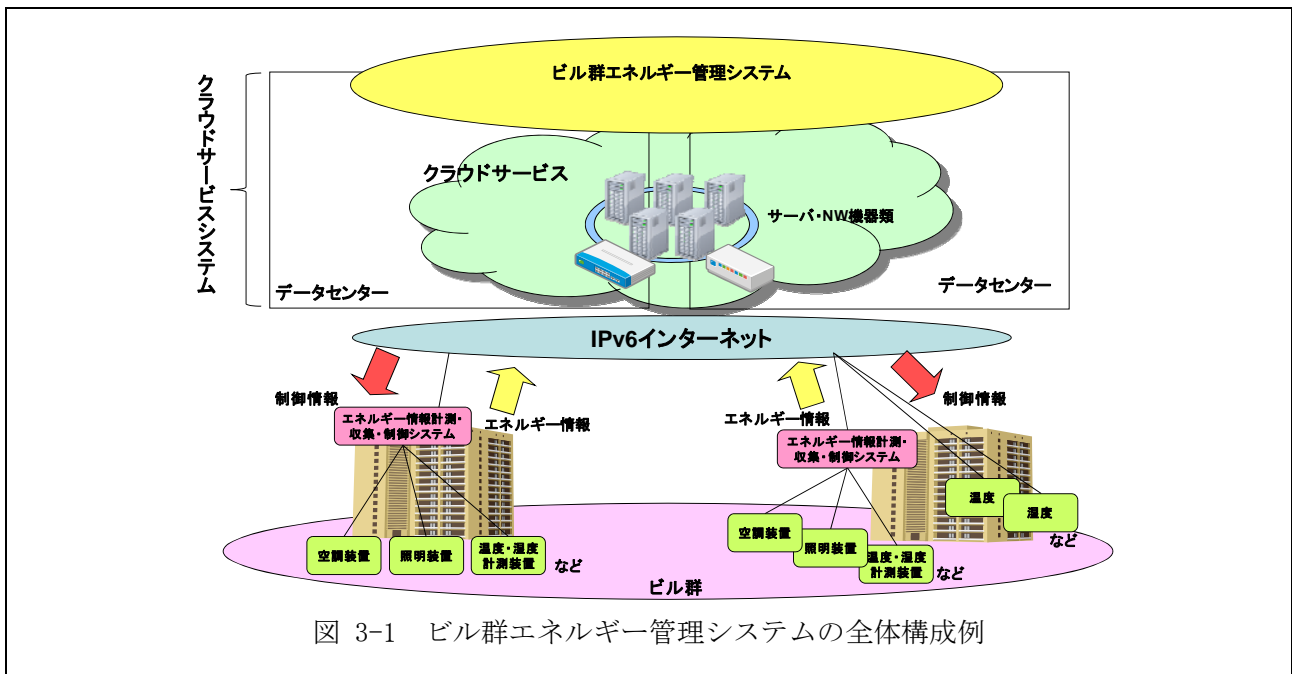 ビル群エネルギー管理システム
クラウドサービスシステム
クラウドサービス
サーバ・NW機器類
データセンター
データセンター
IPv6インターネット
制御情報
エネルギー情報計測・
収集・制御システム
エネルギー情報
エネルギー情報
制御情報
エネルギー情報計測・
収集・制御システム
温度
湿度
など
空調装置
照明装置
温度・湿度
計測装置
など
空調装置
照明装置
温度・湿度
計測装置
など
ビル群
図 3-1 ビル群エネルギー管理システムの全体構成例